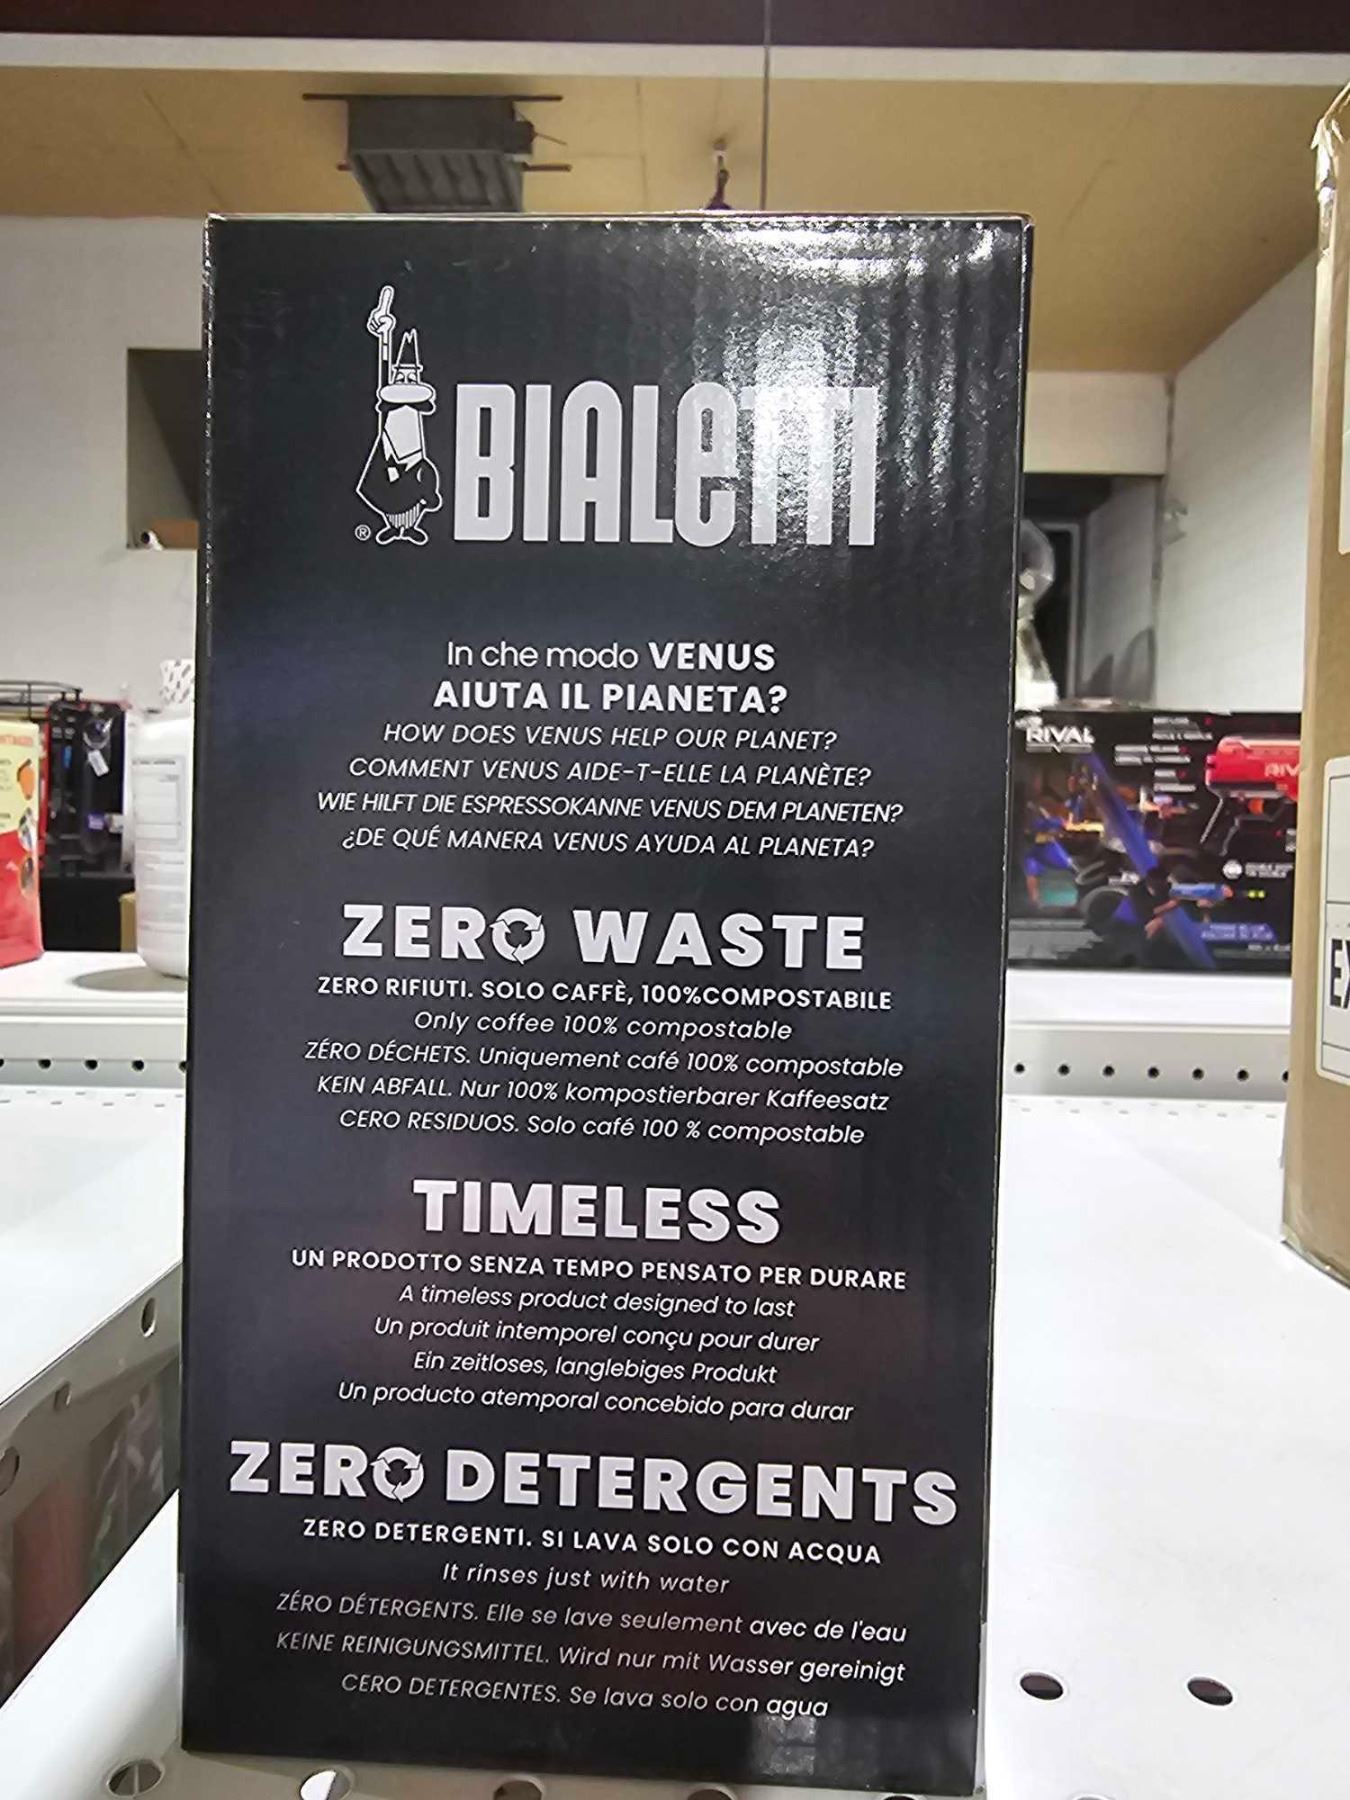 BIALETTI
®
In che modo VENUS
AIUTA IL PIANETA?
HOW DOES VENUS HELP OUR PLANET?
COMMENT VENUS AIDE-T-ELLE LA PLANÈTE?
WIE HILFT DIE ESPRESSOKANNE VENUS DEM PLANETEN?
¿DE QUÉ MANERA VENUS AYUDA AL PLANETA?
ZERO WASTE
ZERO RIFIUTI. SOLO CAFFÈ, 100%COMPOSTABILE
Only coffee 100% compostable
ZÉRO DÉCHETS. Uniquement café 100% compostable
KEIN ABFALL. Nur 100% kompostierbarer Kaffeesatz
CERO RESIDUOS. Solo café 100 % compostable
TIMELESS
UN PRODOTTO SENZA TEMPO PENSATO PER DURARE
A timeless product designed to last
Un produit intemporel conçu pour durer
Ein zeitloses, langlebiges Produkt
Un producto atemporal concebido para durar
ZERO DETERGENTS
ZERO DETERGENTI. SI LAVA SOLO CON ACQUA
It rinses just with water
ZÉRO DÉTERGENTS. Elle se lave seulement avec de l'eau
KEINE REINIGUNGSMITTEL. Wird nur mit Wasser gereinigt
CERO DETERGENTES. Se lava solo con agua
RIVAL